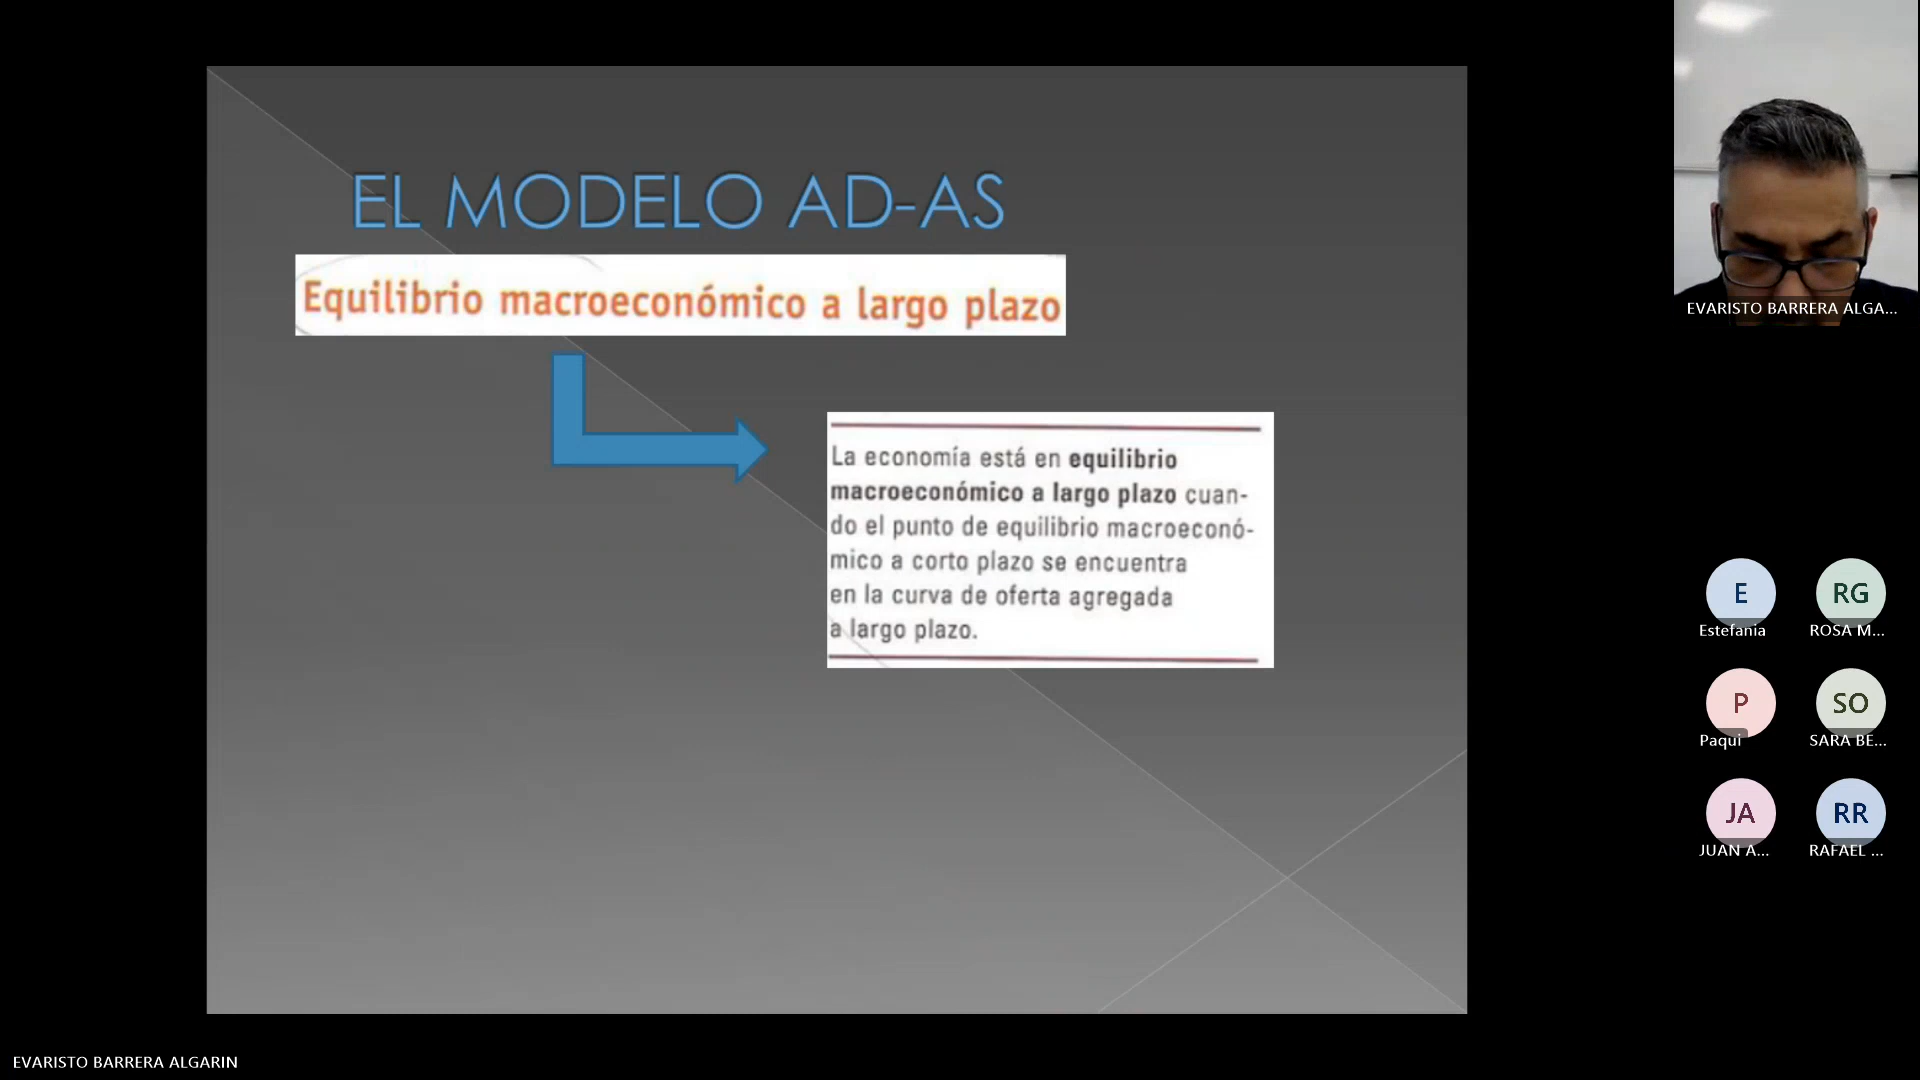 EL MODELO AD-AS
Equilibrio macroeconómico a largo plazo
La economía está en equilibrio
macroeconómico a largo plazo cuan-
do el punto de equilibrio macroeconó-
mico a corto plazo se encuentra
en la curva de oferta agregada
a largo plazo.
EVARISTO BARRERA ALGA...
E
RG
Estefania
ROSA M...
P
SO
Paqui
SARA BE...
JA
RR
JUAN A...
RAFAEL ...
EVARISTO BARRERA ALGARIN